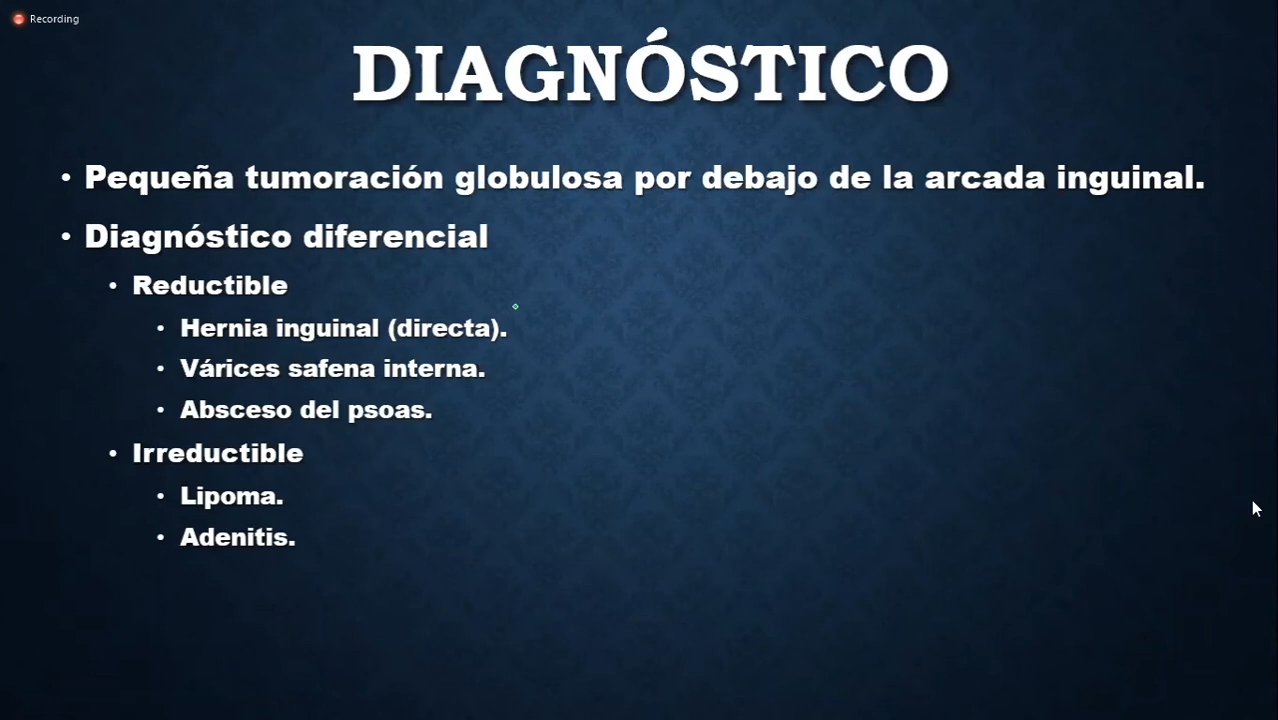 Recording
DIAGNÓSTICO
• Pequeña tumoración globulosa por debajo de la arcada inguinal.
• Diagnóstico diferencial
• Reductible
• Hernia inguinal (directa).
• Várices safena interna.
• Absceso del psoas.
• Irreductible
• Lipoma.
• Adenitis.